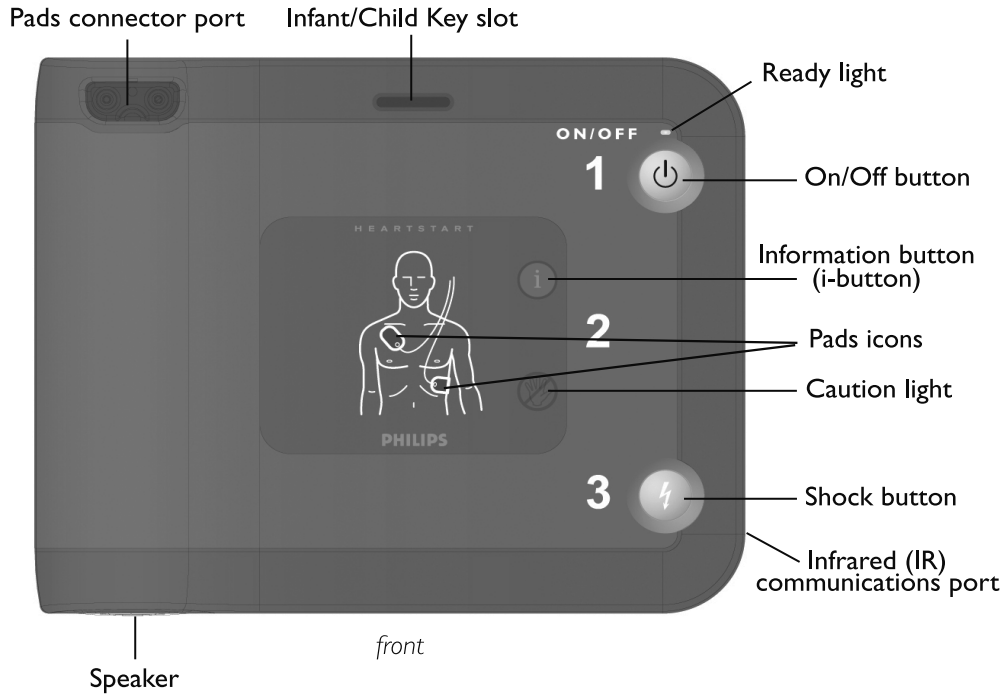 Pads connector port
Infant/Child Key slot
Ready light
ON/OFF
1
On/Off button
HEARTSTART
Information button
(i-button)
i
2
Pads icons
Caution light
PHILIPS
3
Shock button
Infrared (IR)
communications port
front
Speaker